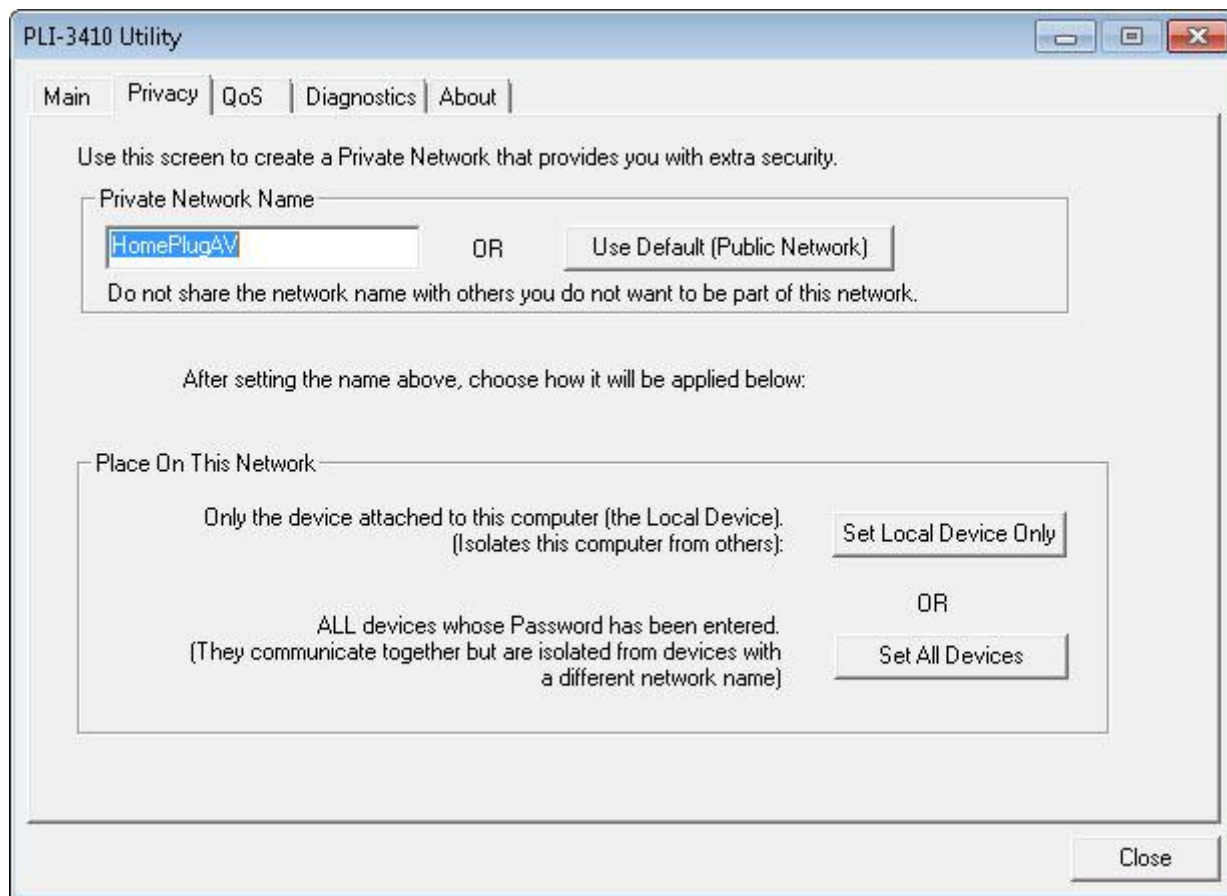 PLI-3410 Utility
Main Privacy QoS Diagnostics About
Use this screen to create a Private Network that provides you with extra security.
Private Network Name
HomePlugAV OR Use Default (Public Network)
Do not share the network name with others you do not want to be part of this network.
After setting the name above, choose how it will be applied below:
Place On This Network
Only the device attached to this computer (the Local Device).
(Isolates this computer from others):
Set Local Device Only
OR
ALL devices whose Password has been entered.
(They communicate together but are isolated from devices with
a different network name)
Set All Devices
Close